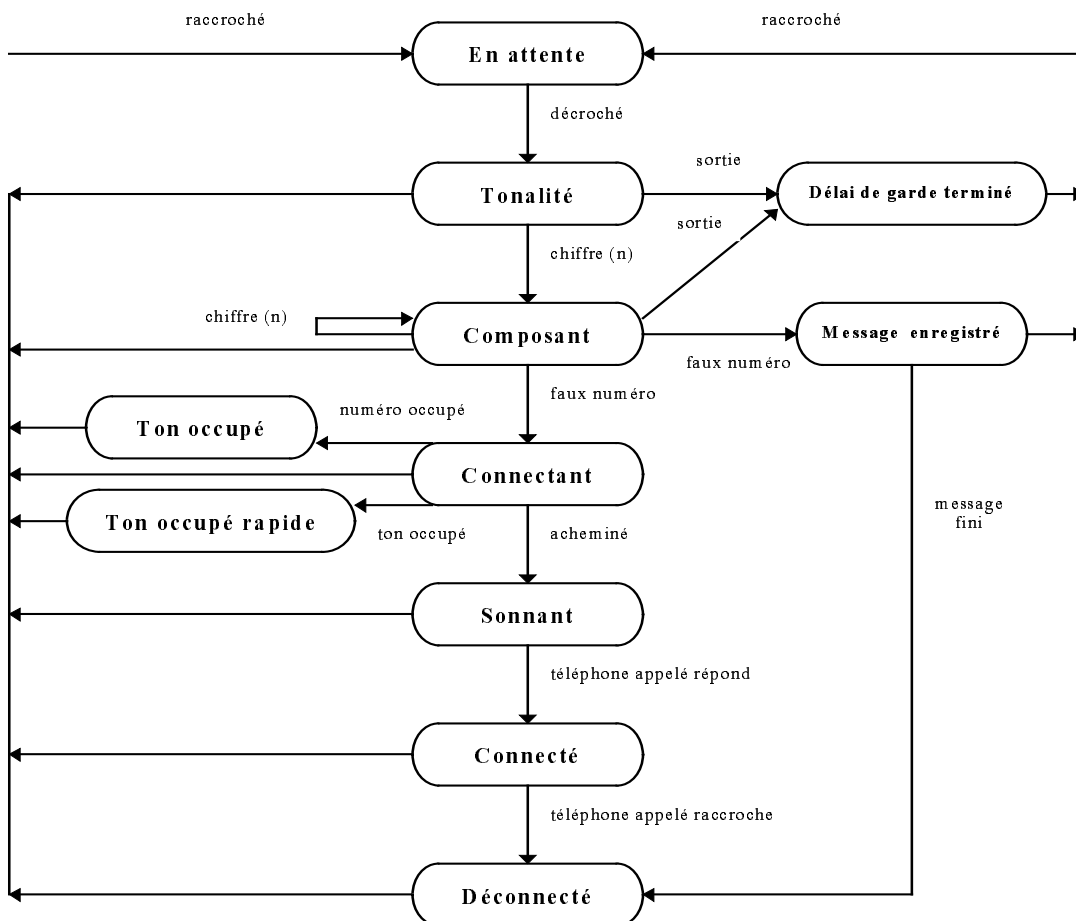 raccroché
raccroché
En attente
décroché
sortie
Tonalité
Délai de garde terminé
sortie
chiffre (n)
chiffre (n)
Composant
Message enregistré
faux numéro
faux numéro
numéro occupé
Ton occupé
Connectant
Ton occupé rapide
ton occupé
acheminé
message
fini
Sonnant
téléphone appelé répond
Connecté
téléphone appelé raccroche
Déconnecté